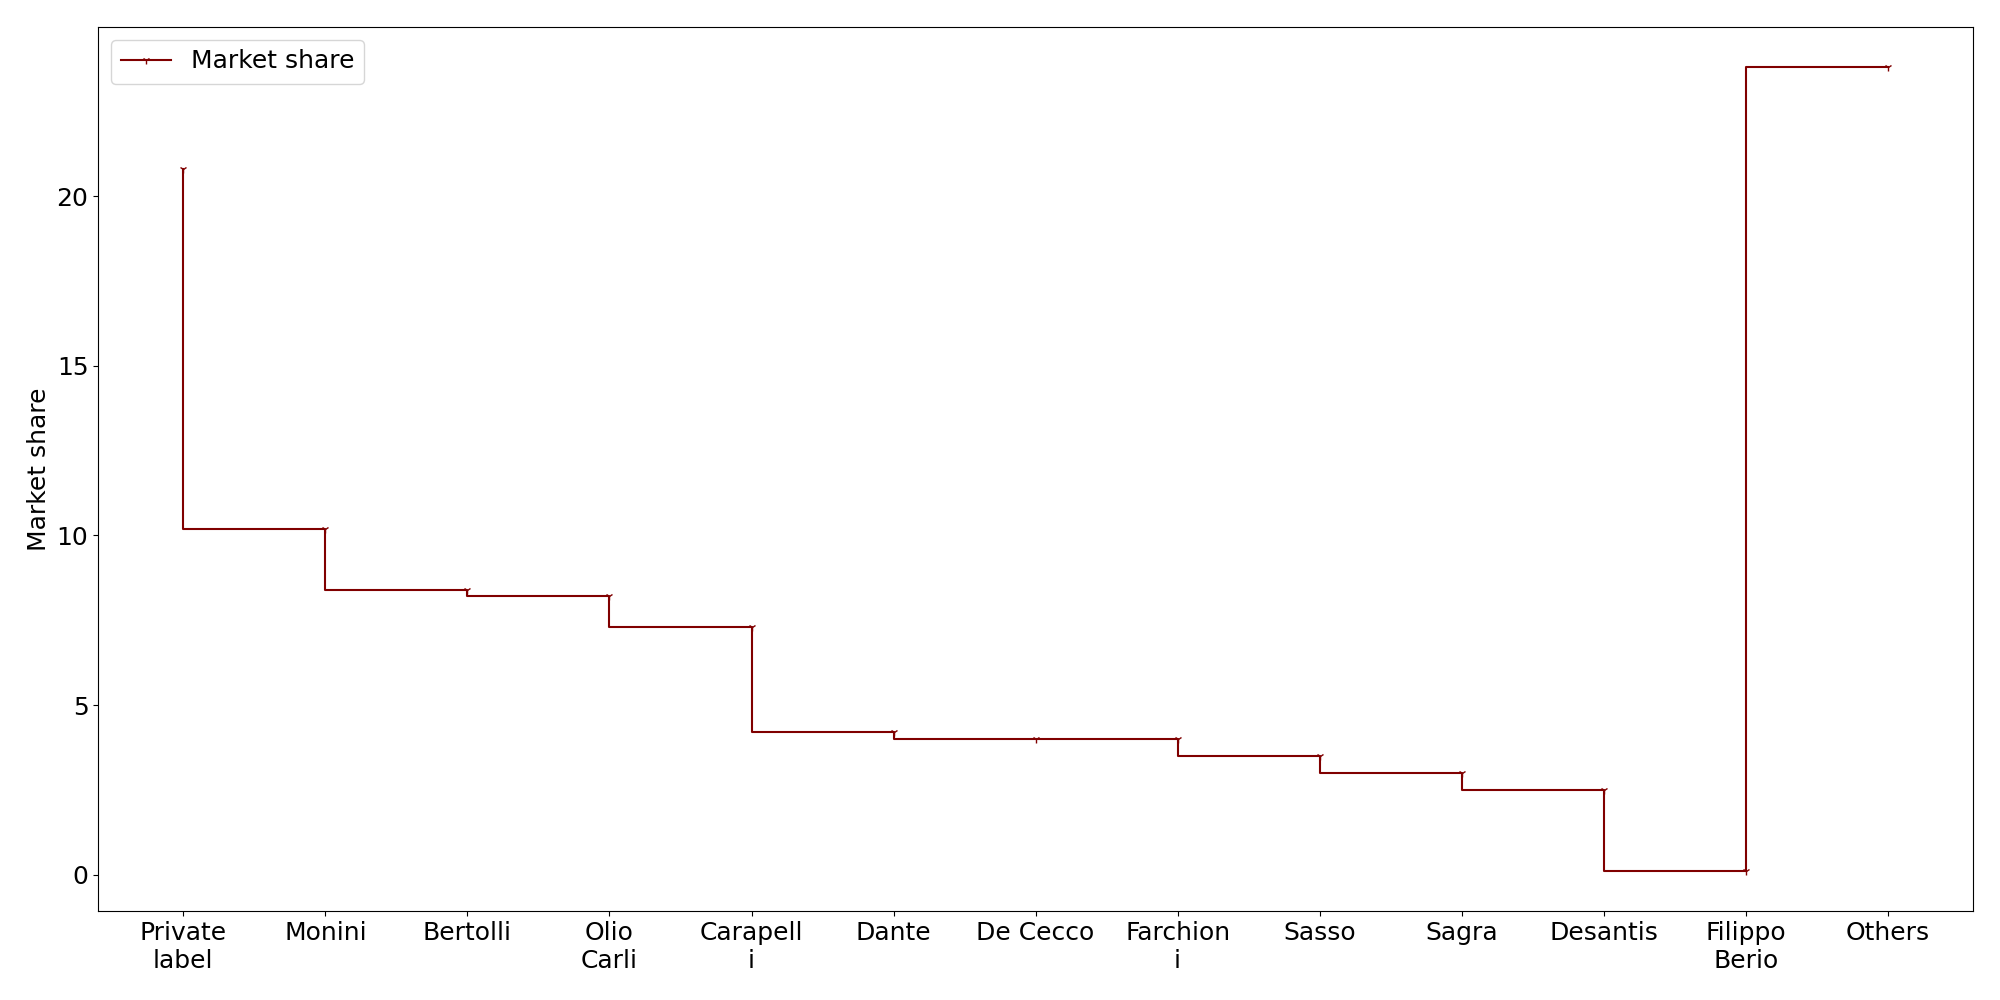 Market share
Market share
20
15
10
5
0
Private
label
Monini
Bertolli
Olio
Carli
Carapell
i
Dante
De Cecco
Farchion
i
Sasso
Sagra
Desantis
Filippo
Berio
Others